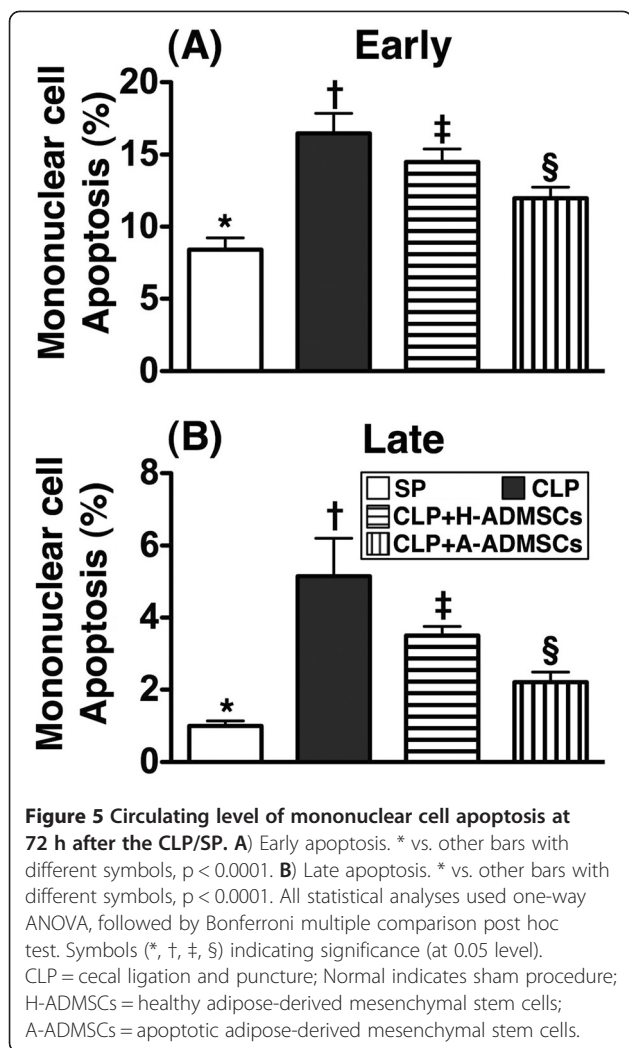 (A) Early
Mononuclear cell
Apoptosis (%)
20
15
10
5
0
*
†
‡
§
(B) Late
Mononuclear cell
Apoptosis (%)
8
6
4
2
0
*
†
‡
§
SP CLP
CLP+H-ADMSCs
CLP+A-ADMSCs
Figure 5 Circulating level of mononuclear cell apoptosis at
72 h after the CLP/SP. A) Early apoptosis. * vs. other bars with
different symbols, p < 0.0001. B) Late apoptosis. * vs. other bars with
different symbols, p < 0.0001. All statistical analyses used one-way
ANOVA, followed by Bonferroni multiple comparison post hoc
test. Symbols (*, †, ‡, §) indicating significance (at 0.05 level).
CLP = cecal ligation and puncture; Normal indicates sham procedure;
H-ADMSCs = healthy adipose-derived mesenchymal stem cells;
A-ADMSCs = apoptotic adipose-derived mesenchymal stem cells.